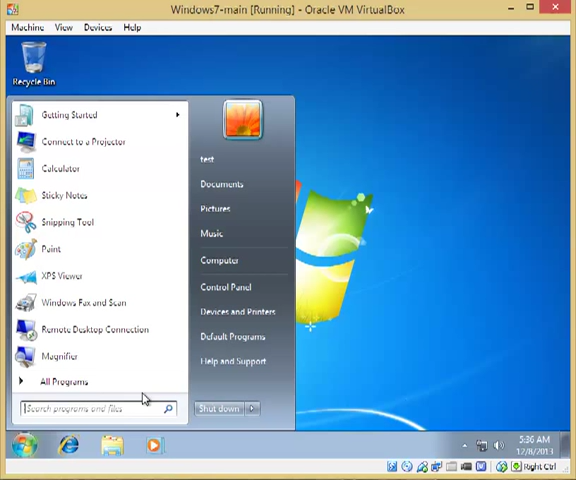 Windows7-main [Running] - Oracle VM VirtualBox
Machine View Devices Help
Recycle Bin
Getting Started
Connect to a Projector
Calculator
Sticky Notes
Snipping Tool
Paint
XPS Viewer
Windows Fax and Scan
Remote Desktop Connection
Magnifier
All Programs
Search programs and files
test
Documents
Pictures
Music
Computer
Control Panel
Devices and Printers
Default Programs
Help and Support
Shut down
5:36 AM
12/8/2013
Right Ctrl